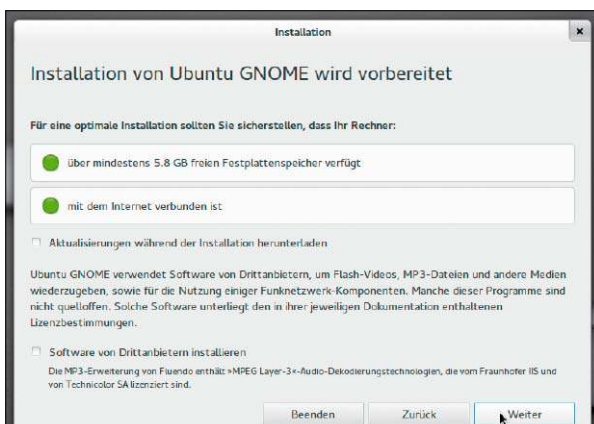 Installation
Installation von Ubuntu GNOME wird vorbereitet
Für eine optimale Installation sollten Sie sicherstellen, dass Ihr Rechner:
über mindestens 5.8 GB freien Festplattenspeicher verfügt
mit dem Internet verbunden ist
Aktualisierungen während der Installation herunterladen
Ubuntu GNOME verwendet Software von Drittanbietern, um Flash-Videos, MP3-Dateien und andere Medien
wiederzugeben, sowie für die Nutzung einiger Funknetzwerk-Komponenten. Manche dieser Programme sind
nicht quelloffen. Solche Software unterliegt den in ihrer jeweiligen Dokumentation enthaltenen
Lizenzbestimmungen.
Software von Drittanbietern installieren
Die MP3-Erweiterung von Fluendo enthält »MPEG Layer-3«-Audio-Dekodierungstechnologien, die vom Fraunhofer IIS und
von Technicolor SA lizenziert sind.
Beenden Zurück Weiter